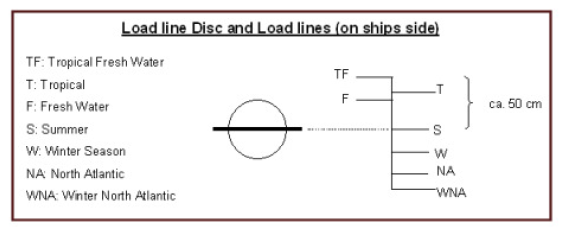 Load line Disc and Load lines (on ships side)
TF: Tropical Fresh Water
T: Tropical
F: Fresh Water
S: Summer
W: Winter Season
NA: North Atlantic
WNA: Winter North Atlantic
TF
F
T
S
W
NA
WNA
ca. 50 cm